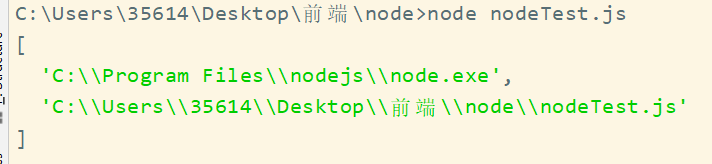 C:\Users\35614\Desktop\前端\node>node nodeTest.js
[
  'C:\\Program Files\\nodejs\\node.exe',
  'C:\\Users\\35614\\Desktop\\前端\\node\\nodeTest.js'
]